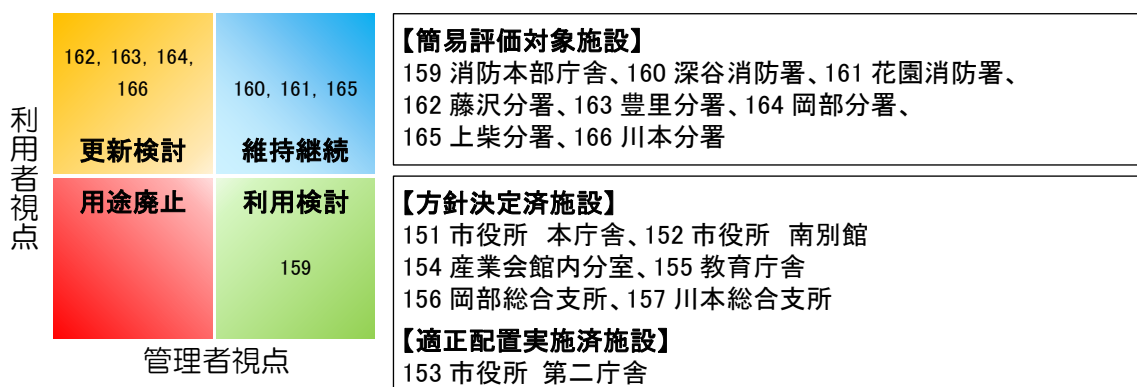 利用者視点
162, 163, 164,
166
更新検討
160, 161, 165
維持継続
用途廃止
利用検討
159
管理者視点
【簡易評価対象施設】
159 消防本部庁舎、160 深谷消防署、161 花園消防署、
162 藤沢分署、163 豊里分署、164 岡部分署、
165 上柴分署、166 川本分署
【方針決定済施設】
151 市役所 本庁舎、152 市役所 南別館
154 産業会館内分室、155 教育庁舎
156 岡部総合支所、157 川本総合支所
【適正配置実施済施設】
153 市役所 第二庁舎